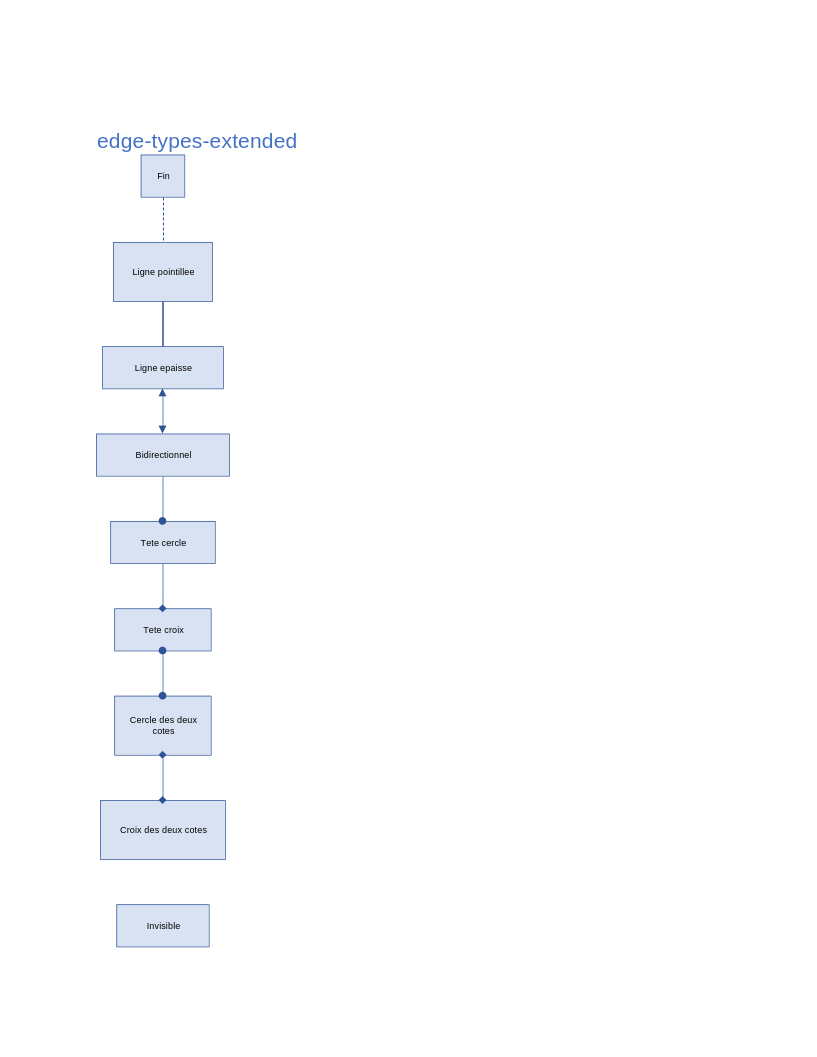 edge-types-extended
Fin
Ligne pointillee
Ligne epaisse
Bidirectionnel
Tete cercle
Tete croix
Cercle des deux
cotes
Croix des deux cotes
Invisible